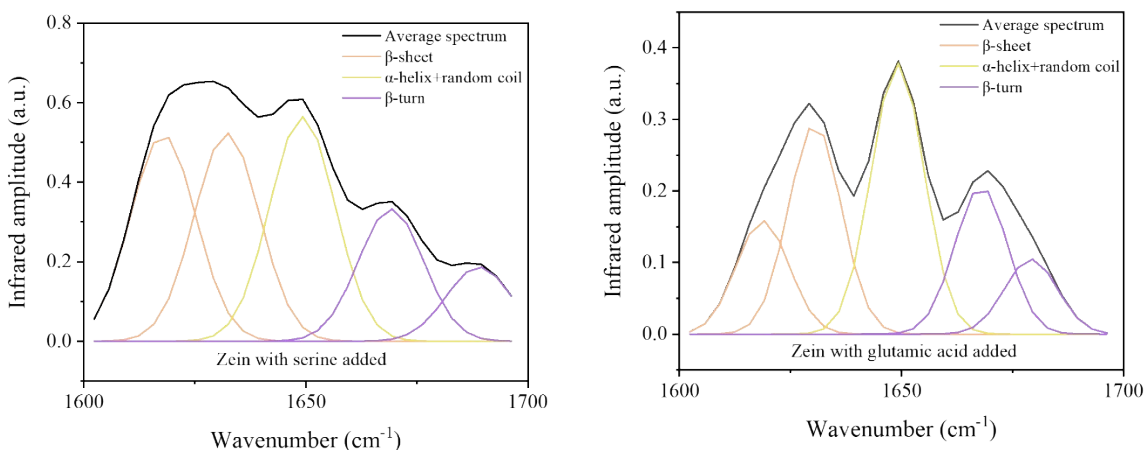 0.8
0.6
0.4
0.2
0.0
1600
1650
1700
Infrared amplitude (a.u.)
Wavenumber (cm⁻¹)
Average spectrum
β-sheet
α-helix+random coil
β-turn
Zein with serine added
0.4
0.3
0.2
0.1
0.0
1600
1650
1700
Infrared amplitude (a.u.)
Wavenumber (cm⁻¹)
Average spectrum
β-sheet
α-helix+random coil
β-turn
Zein with glutamic acid added